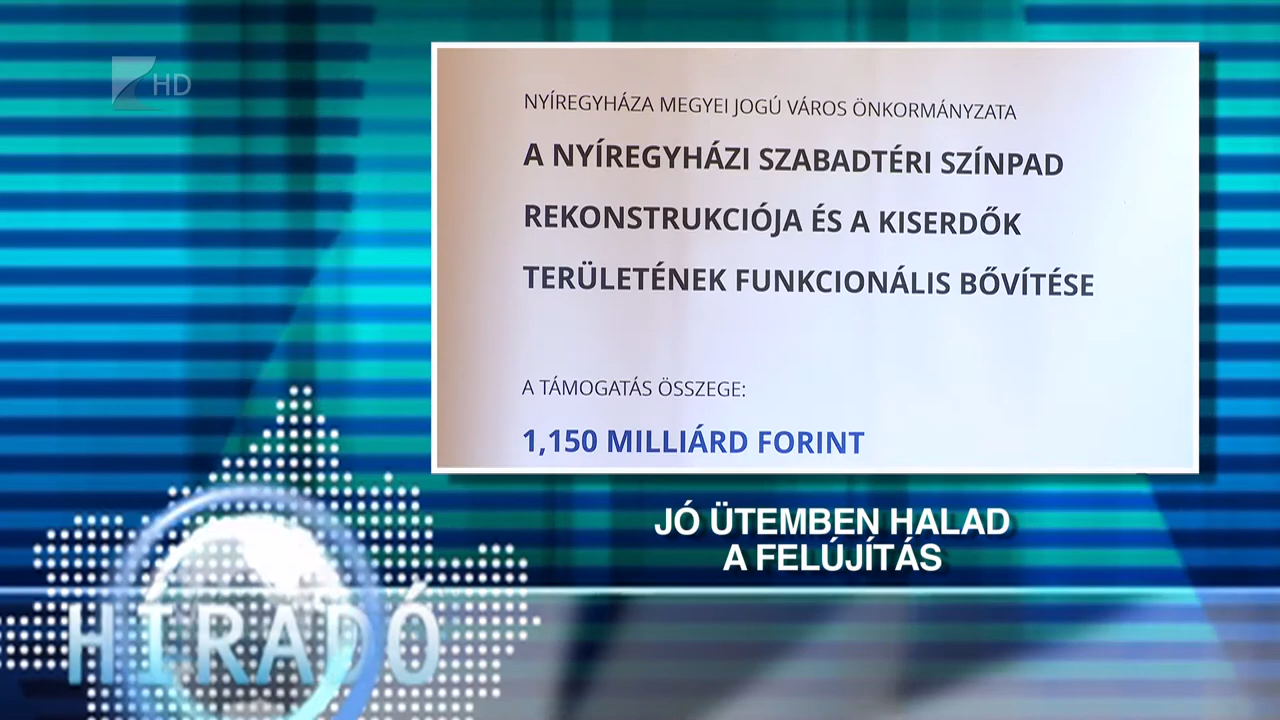 HD
NYÍREGYHÁZA MEGYEI JOGÚ VÁROS ÖNKORMÁNYZATA
A NYÍREGYHÁZI SZABADTÉRI SZÍNPAD
REKONSTRUKCIÓJA ÉS A KISERDŐK
TERÜLETÉNEK FUNKCIONÁLIS BŐVÍTÉSE
A TÁMOGATÁS ÖSSZEGE:
1,150 MILLIÁRD FORINT
JÓ ÜTEMBEN HALAD
A FELÚJÍTÁS
HIRADÓ